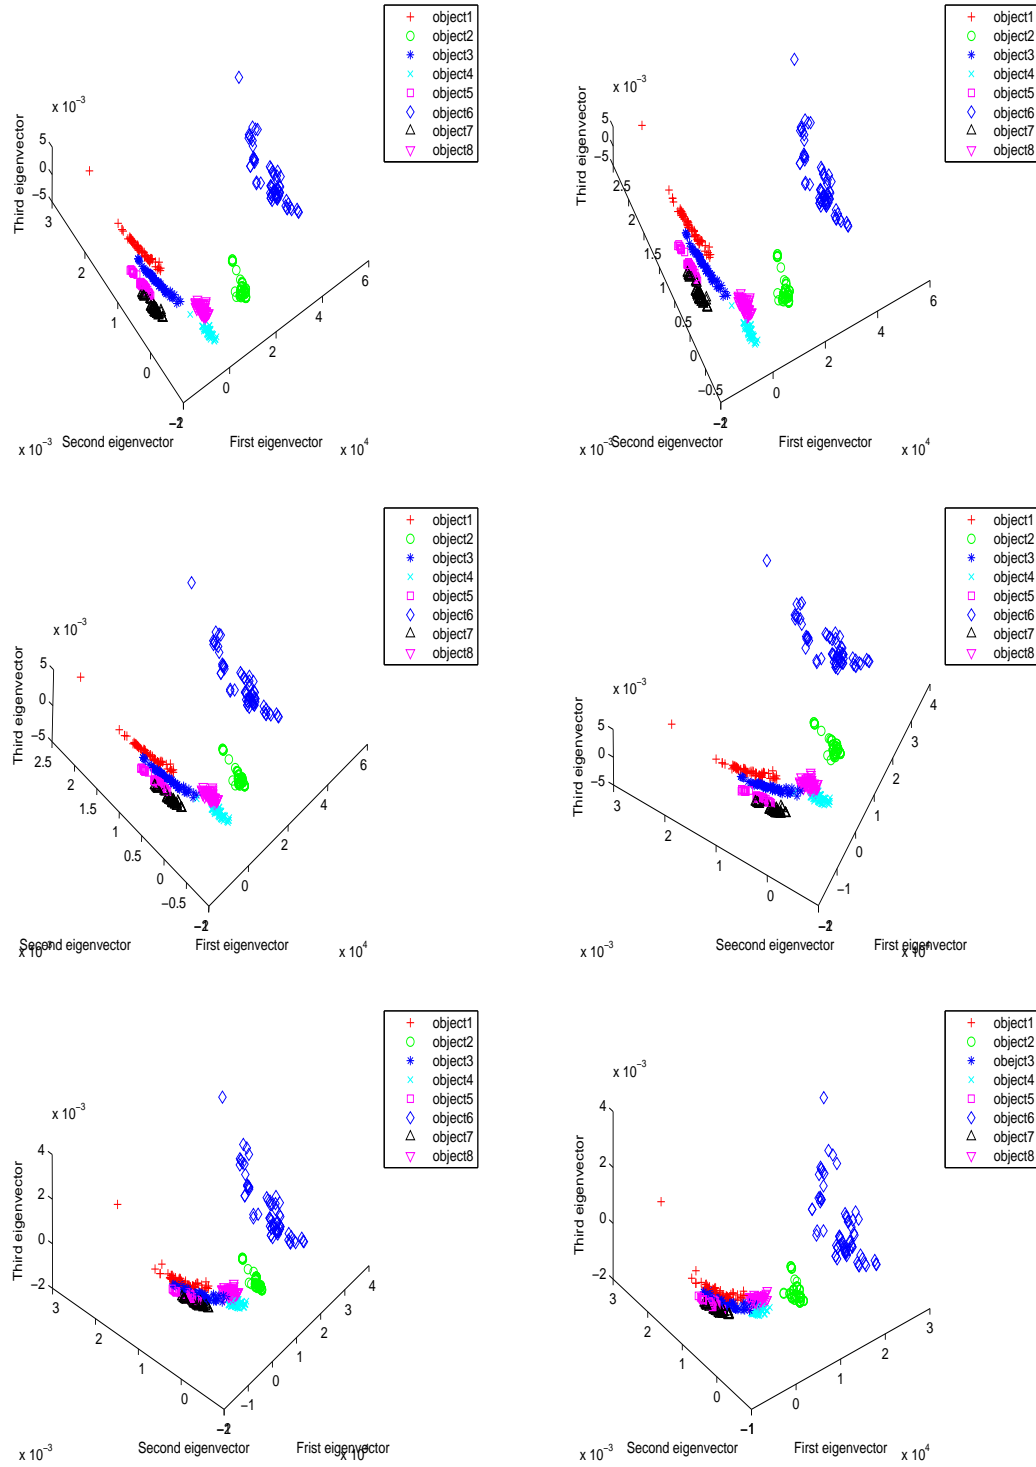 object1
object2
object3
object4
object5
object6
object7
object8
x 10⁻³
Third eigenvector
5
0
−5
3
2
1
0
−1
−2
0
2
4
6
Second eigenvector
First eigenvector
x 10⁻³
x 10⁴
object1
object2
object3
object4
object5
object6
object7
object8
x 10⁻³
Third eigenvector
5
0
−5
2.5
2
1.5
1
0.5
0
−0.5
0
2
4
6
Second eigenvector
First eigenvector
x 10⁻³
x 10⁴
object1
object2
object3
object4
object5
object6
object7
object8
x 10⁻³
Third eigenvector
5
0
−5
2.5
2
1.5
1
0.5
0
−0.5
0
2
4
6
Second eigenvector
First eigenvector
x 10⁴
object1
object2
object3
object4
object5
object6
object7
object8
x 10⁻³
Third eigenvector
5
0
−5
3
2
1
0
−1
0
1
2
3
4
Seecond eigenvector
First eigenvector
x 10⁻³
object1
object2
object3
object4
object5
object6
object7
object8
x 10⁻³
Third eigenvector
4
2
0
−2
3
2
1
0
−1
0
1
2
3
4
Second eigenvector
Frist eigenvector
x 10⁻³
object1
object2
obejct3
object4
object5
object6
object7
object8
x 10⁻³
Third eigenvector
4
2
0
−2
3
2
1
0
−1
0
1
2
3
Second eigenvector
First eigenvector
x 10⁻³
x 10⁴